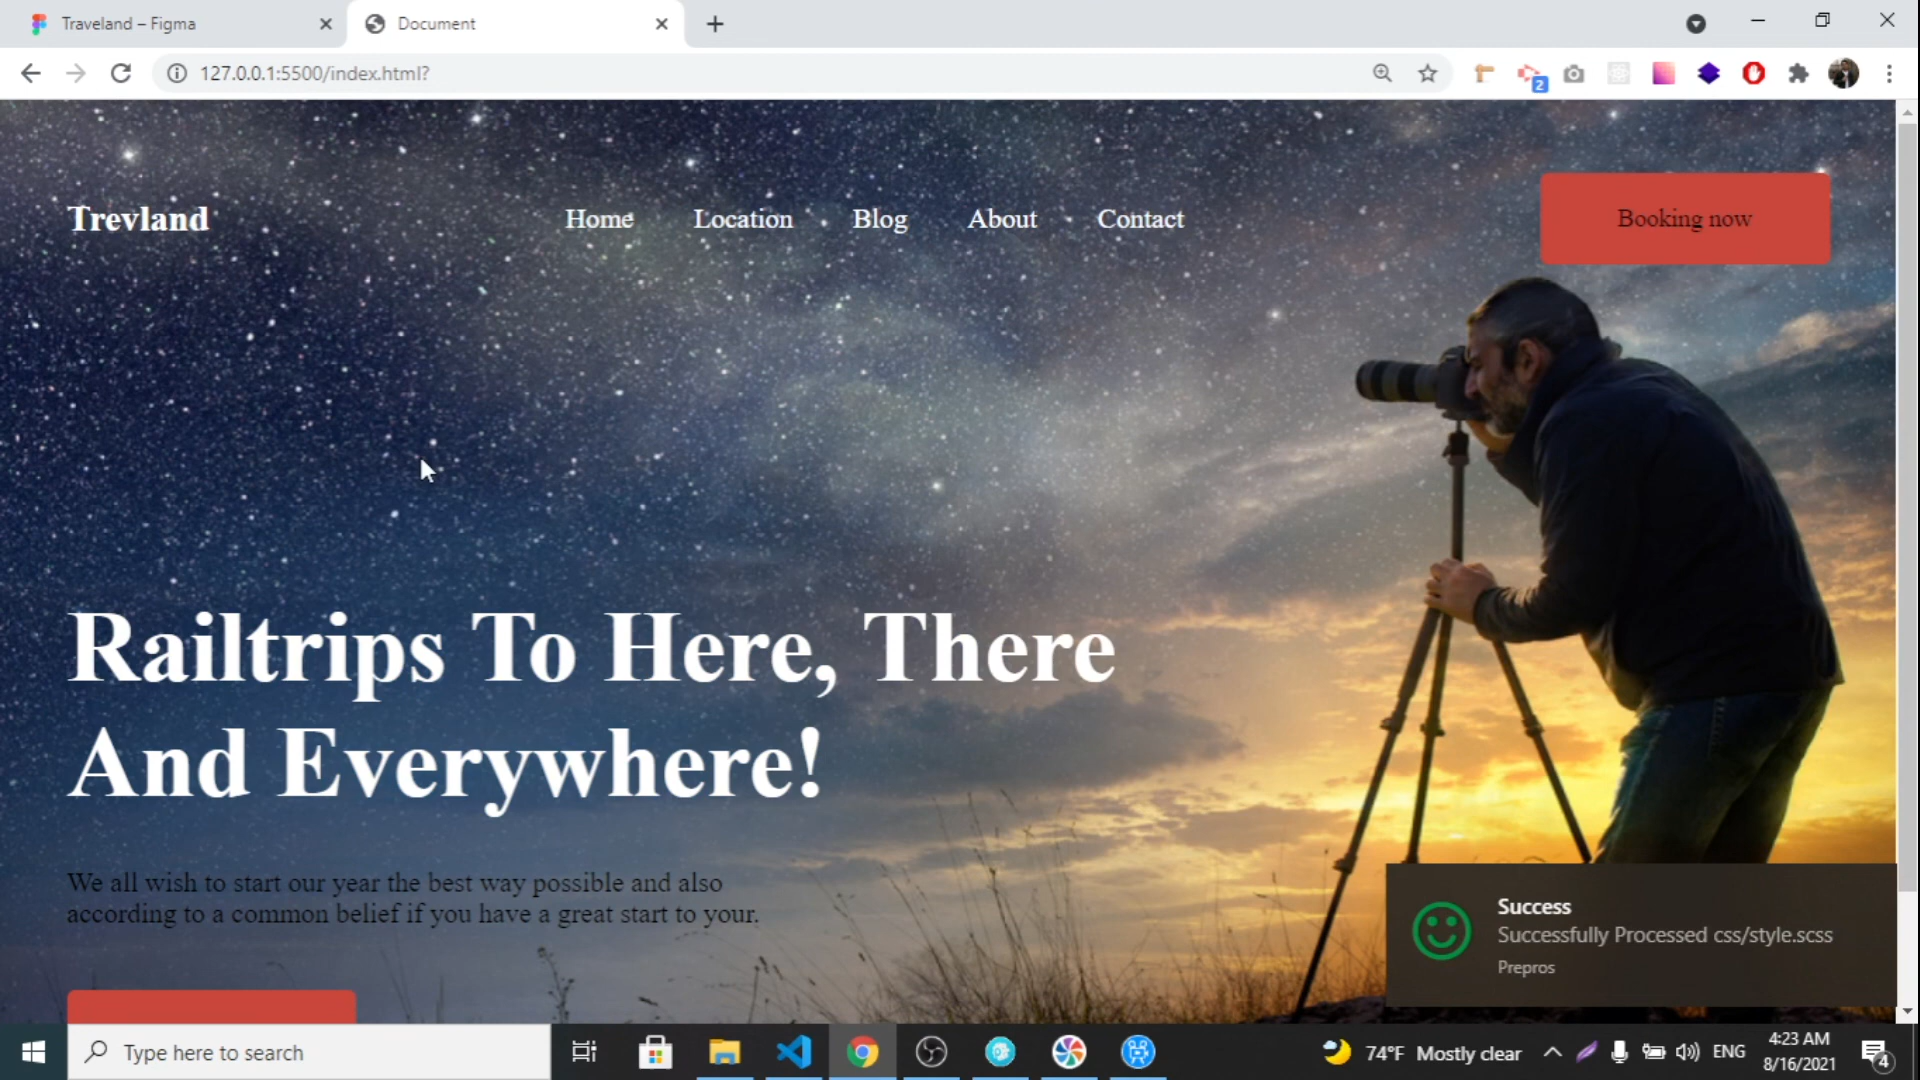 Traveland – Figma
Document
127.0.0.1:5500/index.html?
2
Trevland
Home
Location
Blog
About
Contact
Booking now
Railtrips To Here, There
And Everywhere!
We all wish to start our year the best way possible and also
according to a common belief if you have a great start to your.
Success
Successfully Processed css/style.scss
Prepros
Type here to search
74°F Mostly clear
ENG
4:23 AM
8/16/2021
4